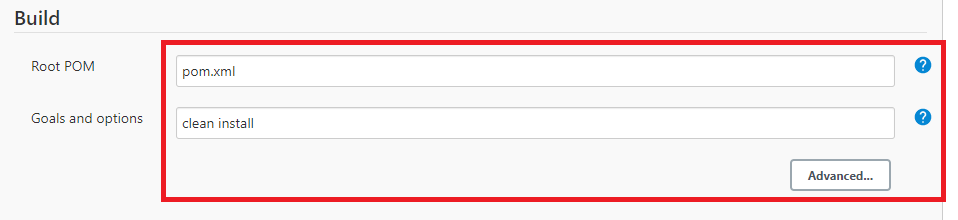 Build
Root POM
pom.xml
?
Goals and options
clean install
?
Advanced...